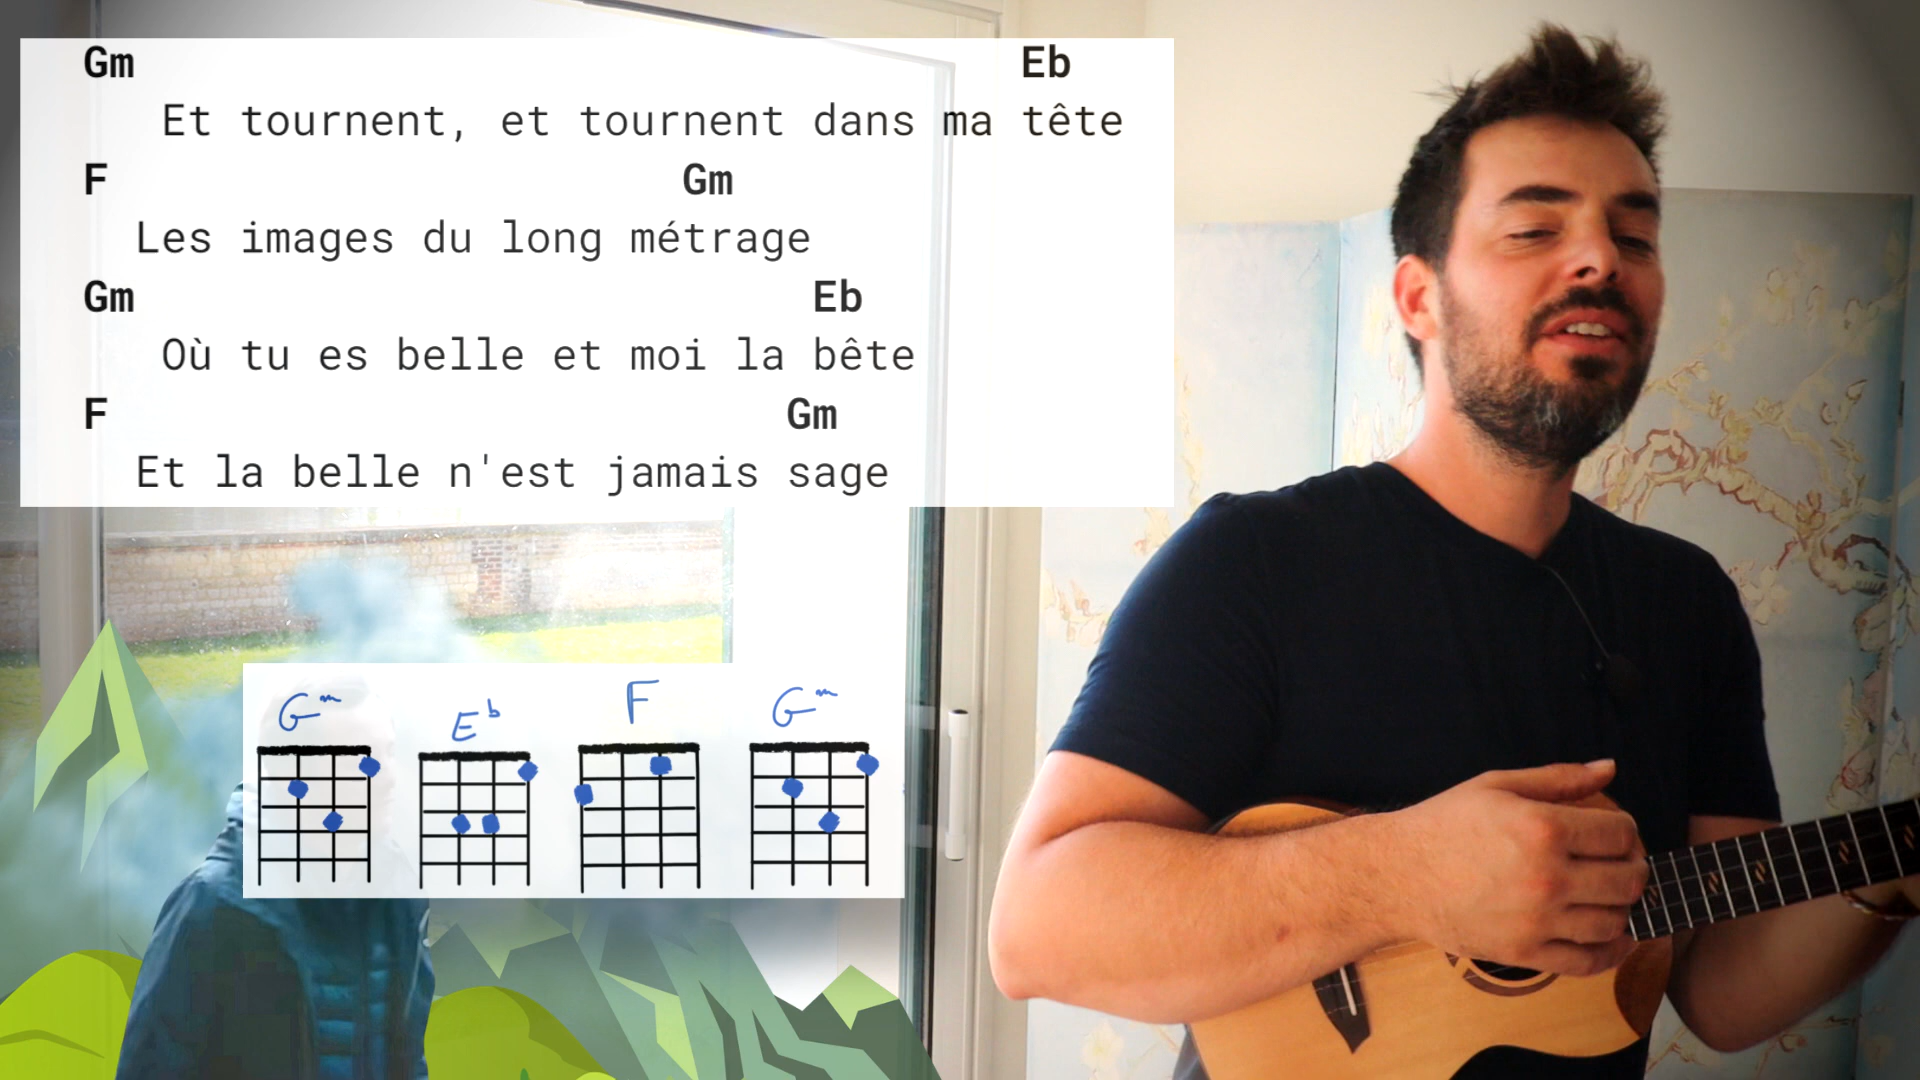 Gm Eb
Et tournent, et tournent dans ma tête
F Gm
Les images du long métrage
Gm Eb
Où tu es belle et moi la bête
F Gm
Et la belle n'est jamais sage
Gm Eb F Gm